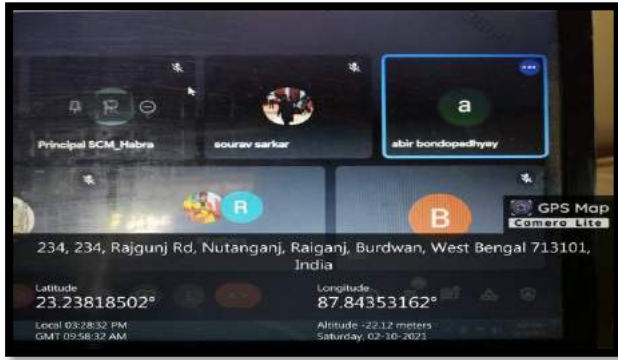 a
Principal SCM_Habra
sourav sarkar
abir bondopadhyay
R
B
GPS Map
Camera Lite
234, 234, Rajgunj Rd, Nutanganj, Raiganj, Burdwan, West Bengal 713101,
India
Latitude
23.23818502°
Longitude
87.84353162°
Local 03:28:32 PM
GMT 09:58:32 AM
Altitude -22.12 meters
Saturday, 02-10-2021